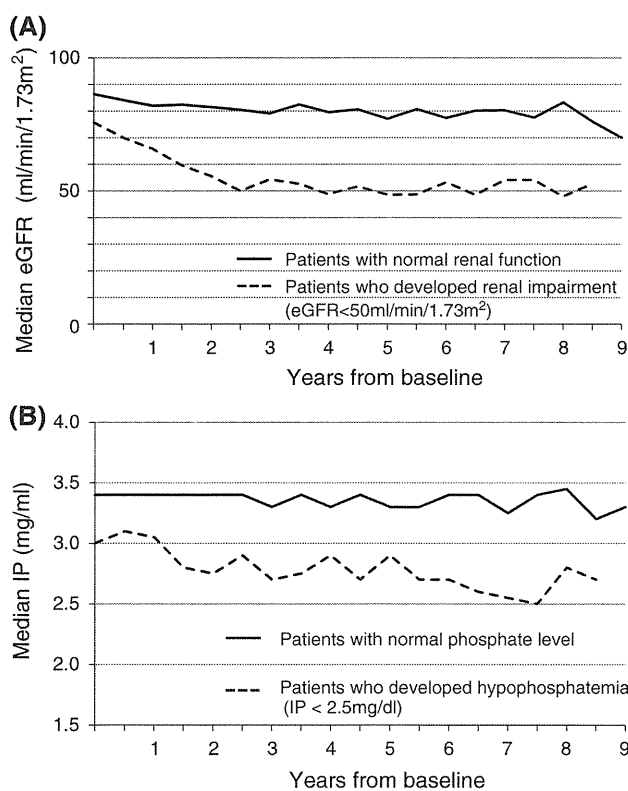 (A)
100
50
0
Median eGFR (ml/min/1.73m²)
Patients with normal renal function
Patients who developed renal impairment
(eGFR<50ml/min/1.73m²)
1 2 3 4 5 6 7 8 9
Years from baseline
(B)
4.0
3.5
3.0
2.5
2.0
1.5
Median IP (mg/ml)
Patients with normal phosphate level
Patients who developed hypophosphatemia
(IP < 2.5mg/dl)
1 2 3 4 5 6 7 8 9
Years from baseline